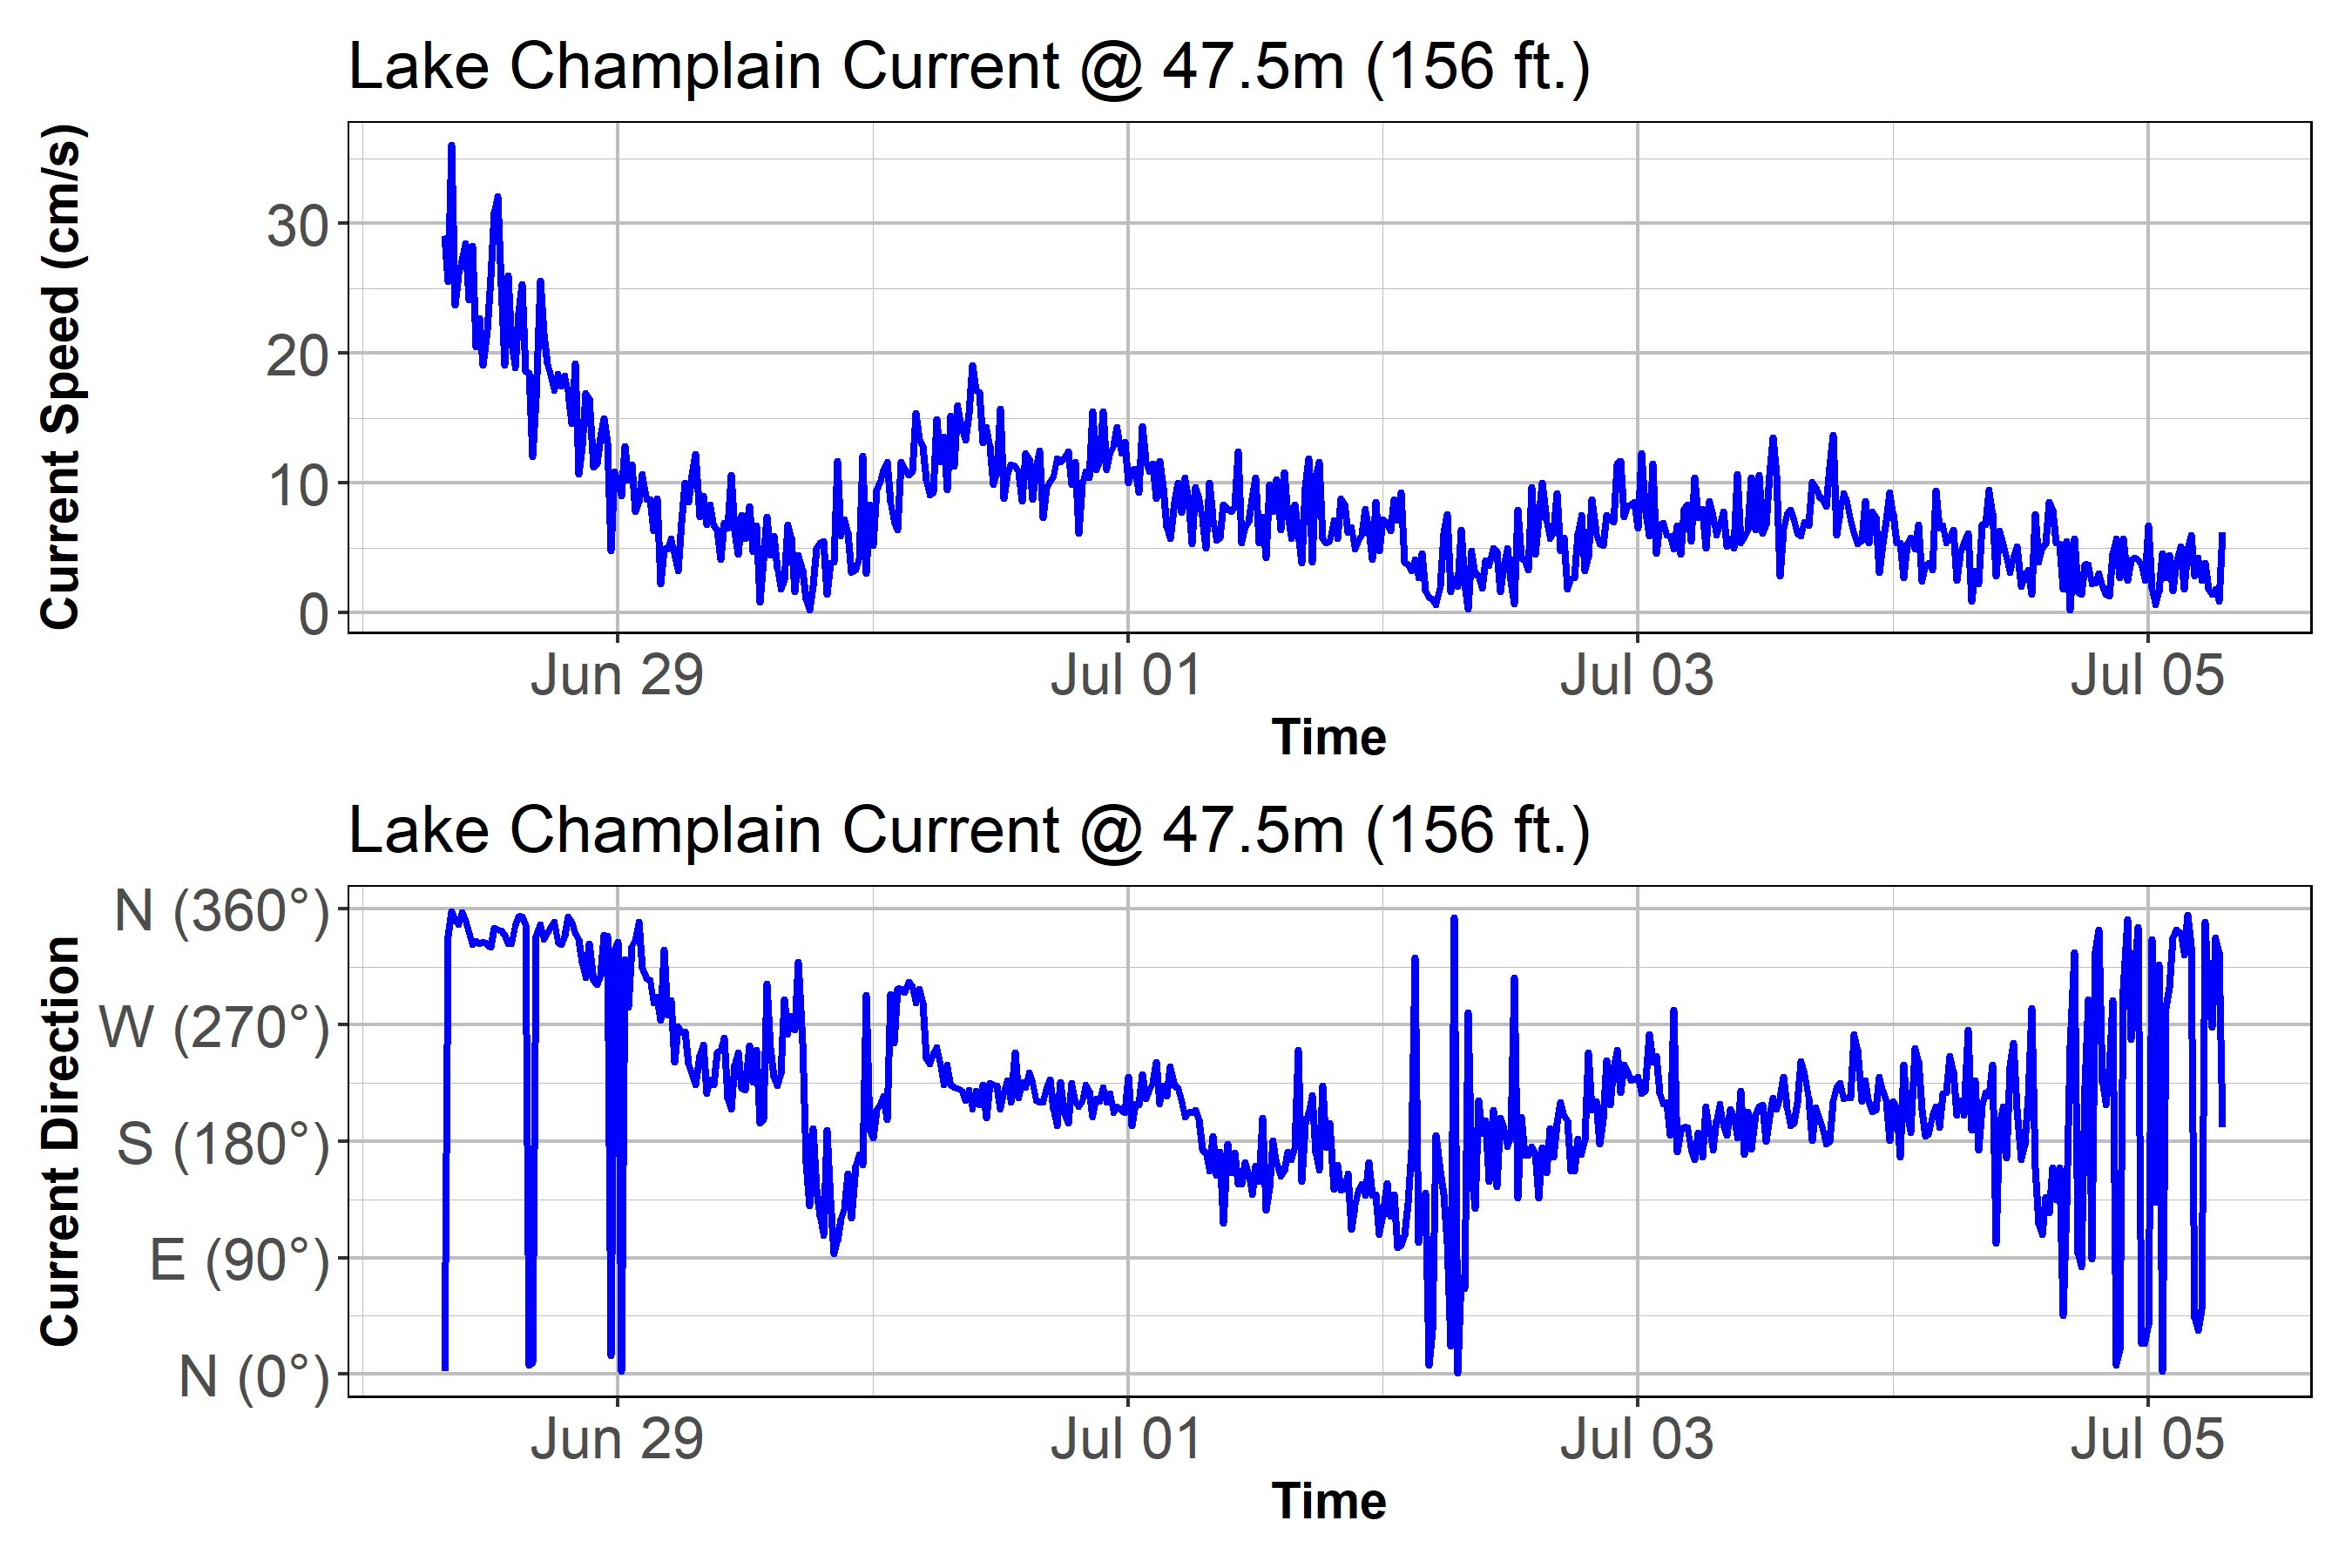 Lake Champlain Current @ 47.5m (156 ft.)
Current Speed (cm/s)
30
20
10
0
Jun 29 Jul 01 Jul 03 Jul 05
Time
Lake Champlain Current @ 47.5m (156 ft.)
Current Direction
N (360°)
W (270°)
S (180°)
E (90°)
N (0°)
Jun 29 Jul 01 Jul 03 Jul 05
Time